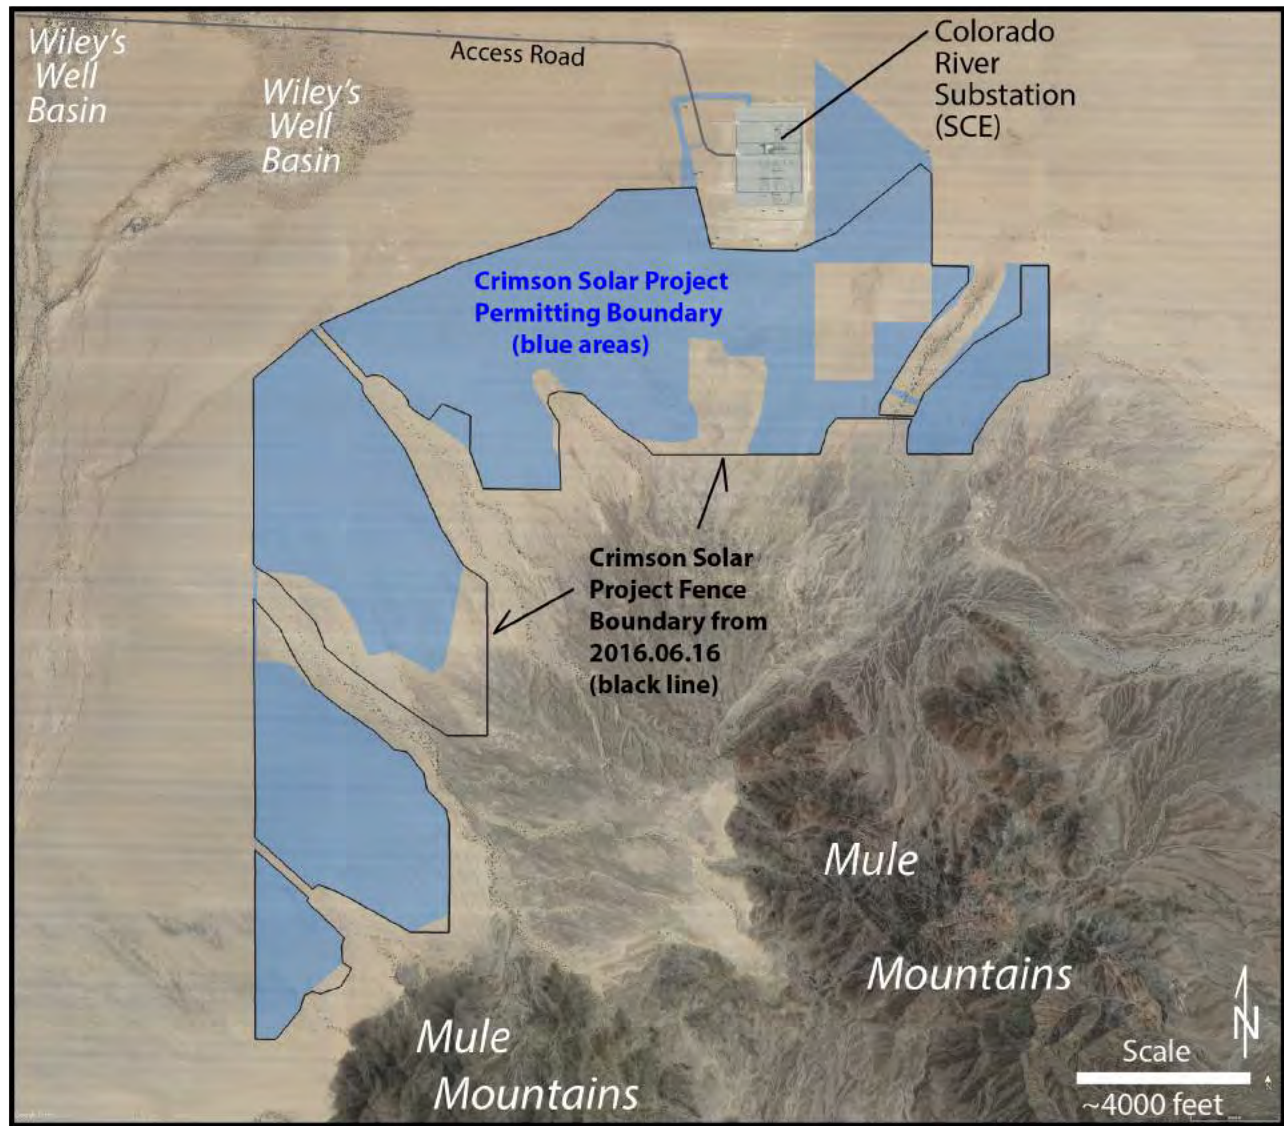 Wiley's
Well
Basin
Wiley's
Well
Basin
Access Road
Colorado
River
Substation
(SCE)
Crimson Solar Project
Permitting Boundary
(blue areas)
Crimson Solar
Project Fence
Boundary from
2016.06.16
(black line)
Mule
Mountains
Mule
Mountains
N
Scale
~4000 feet